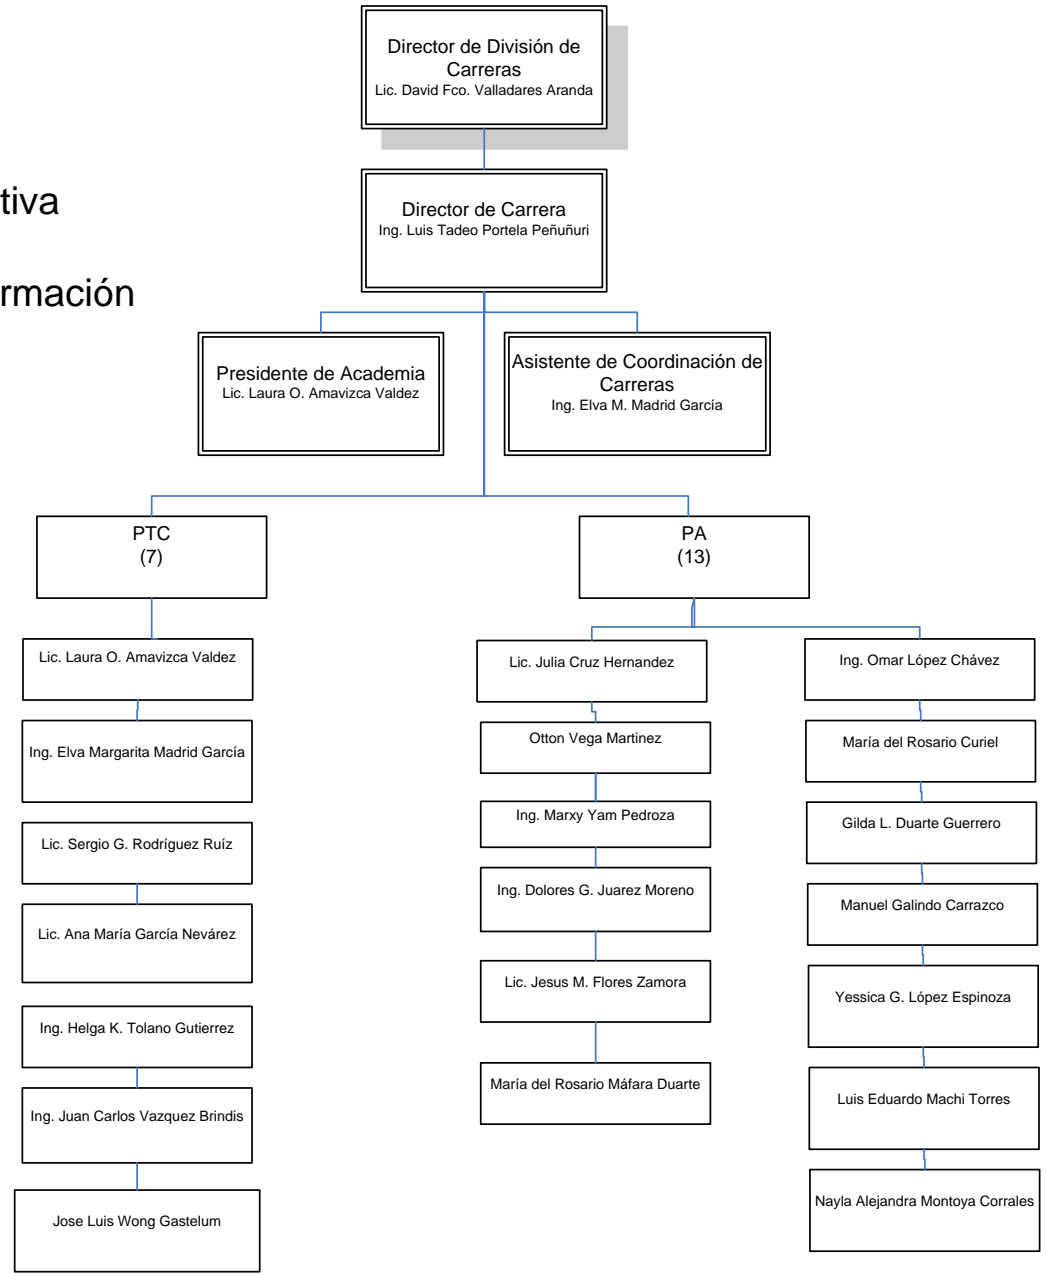 Director de División de
Carreras
Lic. David Fco. Valladares Aranda
tiva
rmación
Director de Carrera
Ing. Luis Tadeo Portela Peñuñuri
Presidente de Academia
Lic. Laura O. Amavizca Valdez
Asistente de Coordinación de
Carreras
Ing. Elva M. Madrid García
PTC
(7)
PA
(13)
Lic. Laura O. Amavizca Valdez
Ing. Elva Margarita Madrid García
Lic. Sergio G. Rodríguez Ruíz
Lic. Ana María García Nevárez
Ing. Helga K. Tolano Gutierrez
Ing. Juan Carlos Vazquez Brindis
Jose Luis Wong Gastelum
Lic. Julia Cruz Hernandez
Otton Vega Martinez
Ing. Marxy Yam Pedroza
Ing. Dolores G. Juarez Moreno
Lic. Jesus M. Flores Zamora
María del Rosario Máfara Duarte
Ing. Omar López Chávez
María del Rosario Curiel
Gilda L. Duarte Guerrero
Manuel Galindo Carrazco
Yessica G. López Espinoza
Luis Eduardo Machi Torres
Nayla Alejandra Montoya Corrales